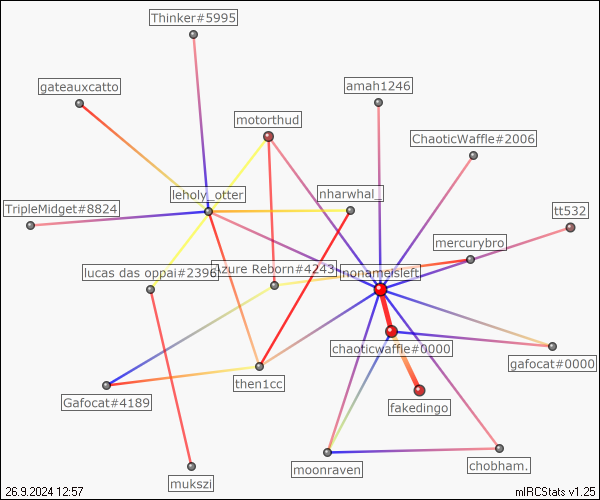 Thinker#5995
gateauxcatto
amah1246
motorthud
ChaoticWaffle#2006
leholy_otter
nharwhal_
TripleMidget#8824
tt532
mercurybro
lucas das oppai#2396
Azure Reborn#4243
nonameisleft
chaoticwaffle#0000
gafocat#0000
then1cc
Gafocat#4189
fakedingo
moonraven
chobham.
mukszi
26.9.2024 12:57
mIRCStats v1.25